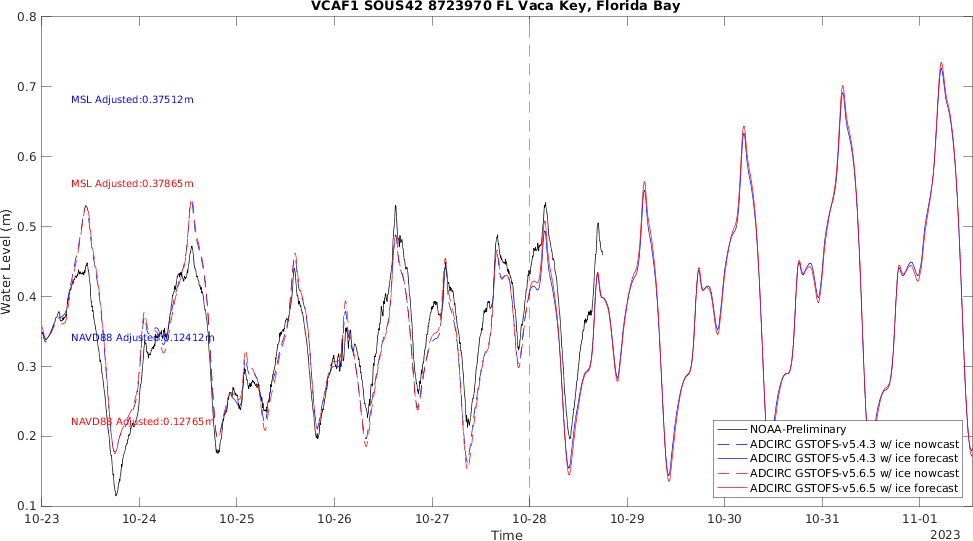 VCAF1 SOUS42 8723970 FL Vaca Key, Florida Bay
0.8
0.7
0.6
0.5
0.4
0.3
0.2
0.1
Water Level (m)
MSL Adjusted:0.37512m
MSL Adjusted:0.37865m
NAVD88 Adjusted:0.12412m
NAVD88 Adjusted:0.12765m
NOAA-Preliminary
ADCIRC GSTOFS-v5.4.3 w/ ice nowcast
ADCIRC GSTOFS-v5.4.3 w/ ice forecast
ADCIRC GSTOFS-v5.6.5 w/ ice nowcast
ADCIRC GSTOFS-v5.6.5 w/ ice forecast
10-23 10-24 10-25 10-26 10-27 10-28 10-29 10-30 10-31 11-01
Time
2023